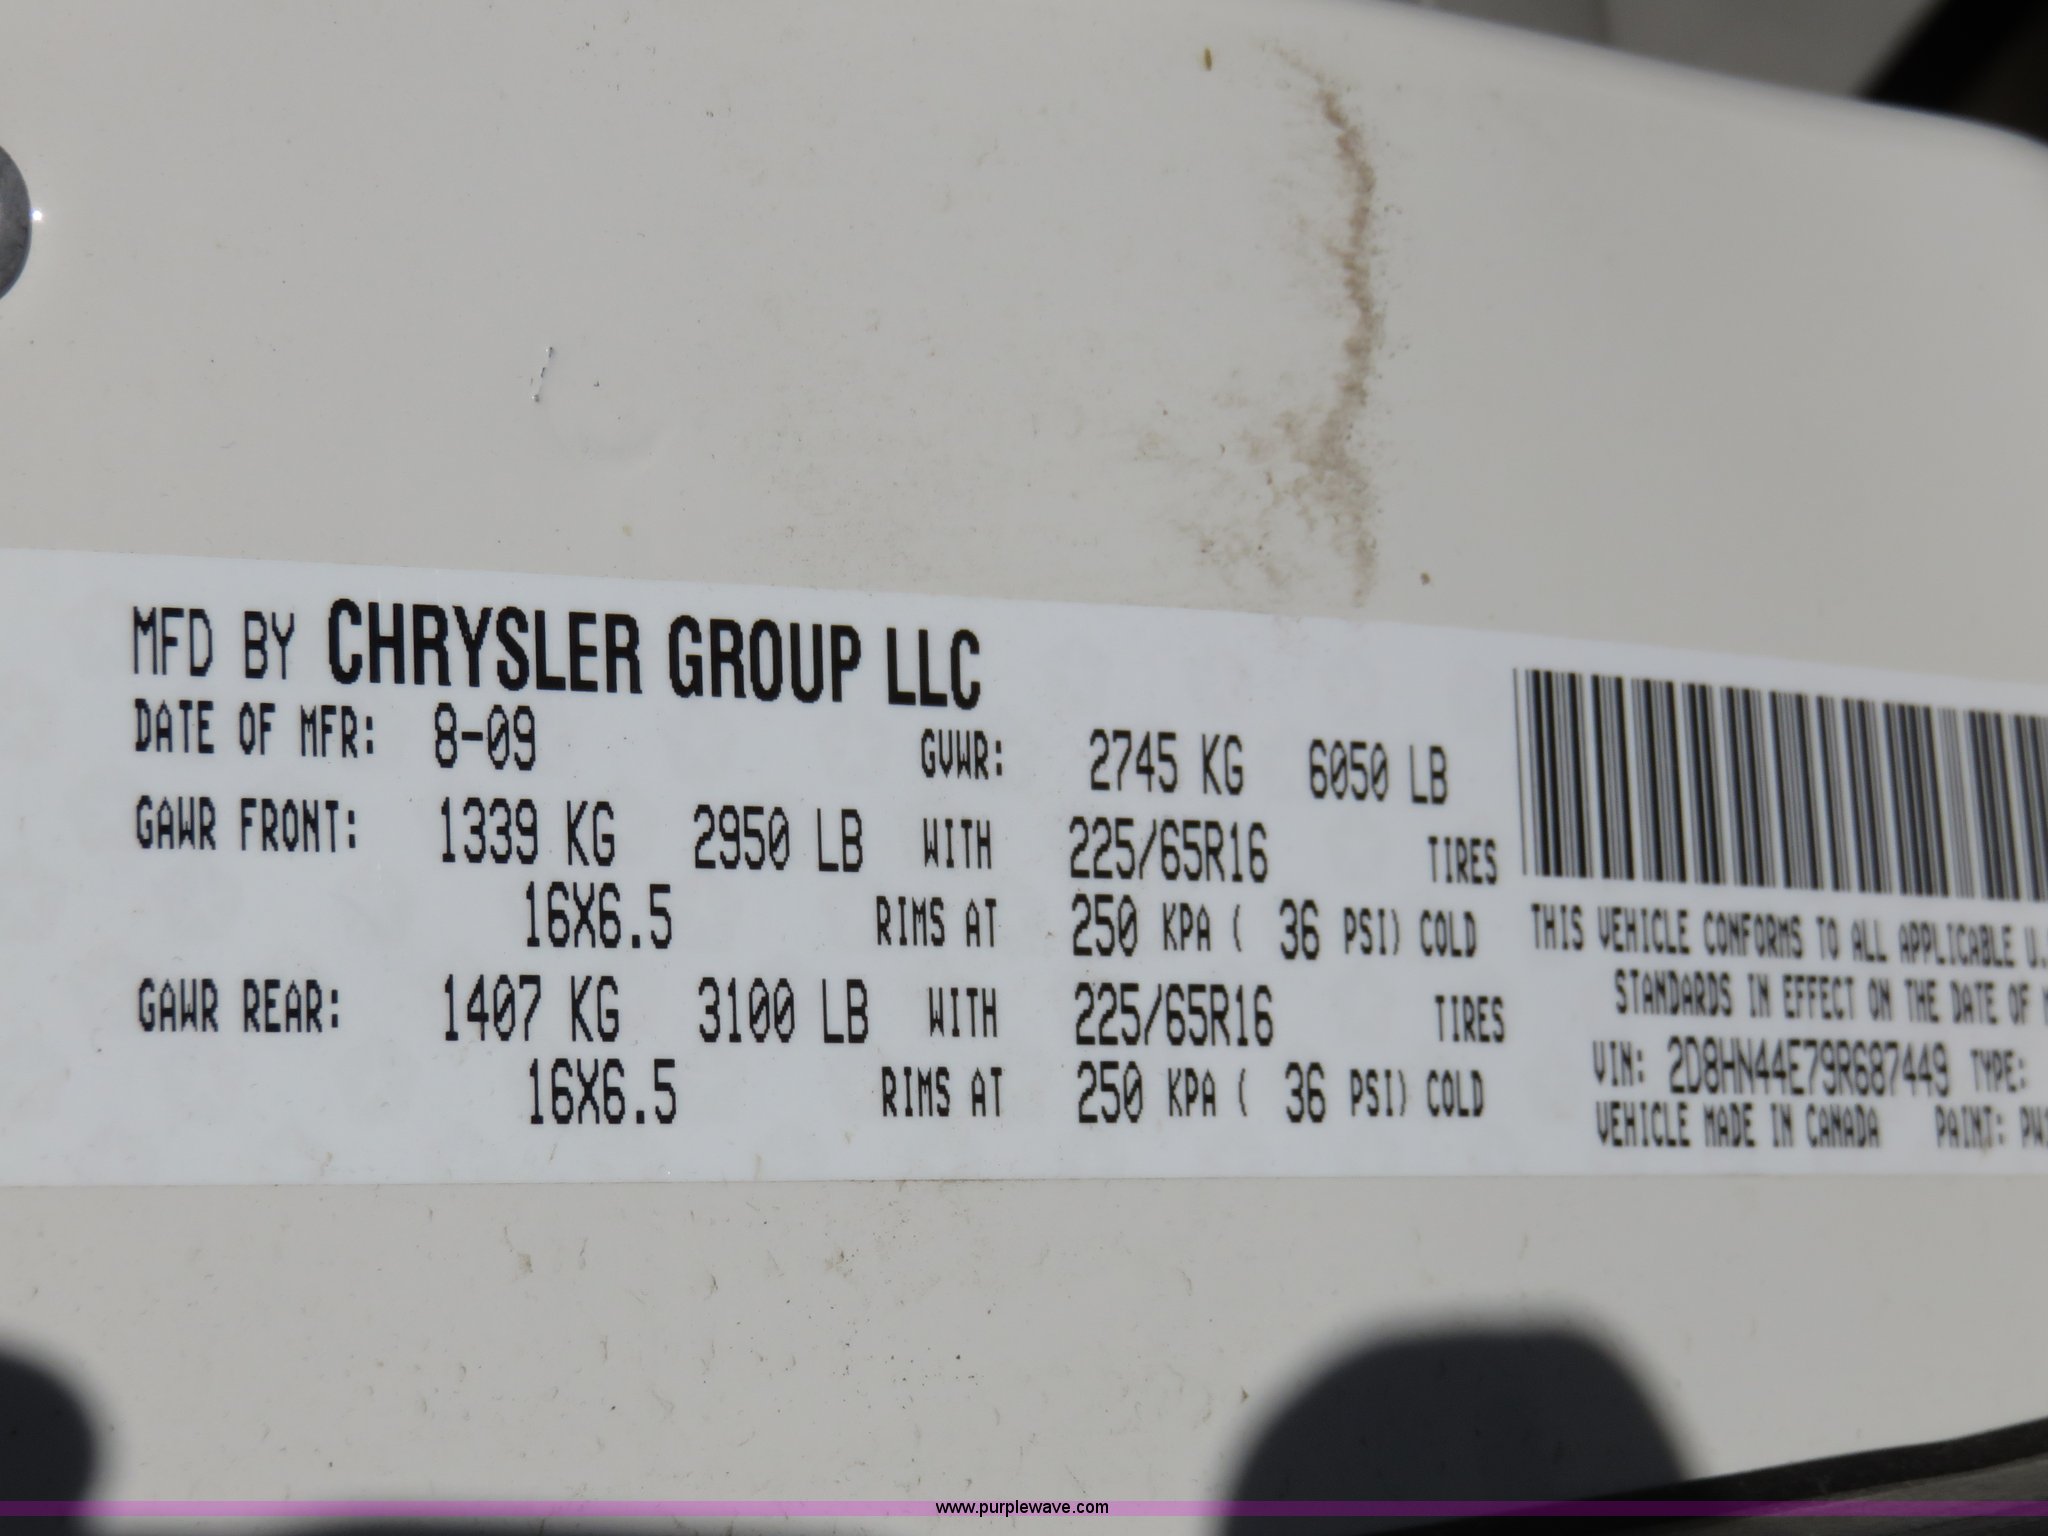 MFD BY CHRYSLER GROUP LLC
DATE OF MFR: 8-09 GVWR: 2745 KG 6050 LB
GAWR FRONT: 1339 KG 2950 LB WITH 225/65R16 TIRES
16X6.5 RIMS AT 250 KPA ( 36 PSI) COLD
GAWR REAR: 1407 KG 3100 LB WITH 225/65R16 TIRES
16X6.5 RIMS AT 250 KPA ( 36 PSI) COLD
THIS VEHICLE CONFORMS TO ALL APPLICABLE U.
STANDARDS IN EFFECT ON THE DATE OF
VIN: 2D8HN44E79R687449 TYPE:
VEHICLE MADE IN CANADA PAINT:
www.purplewave.com